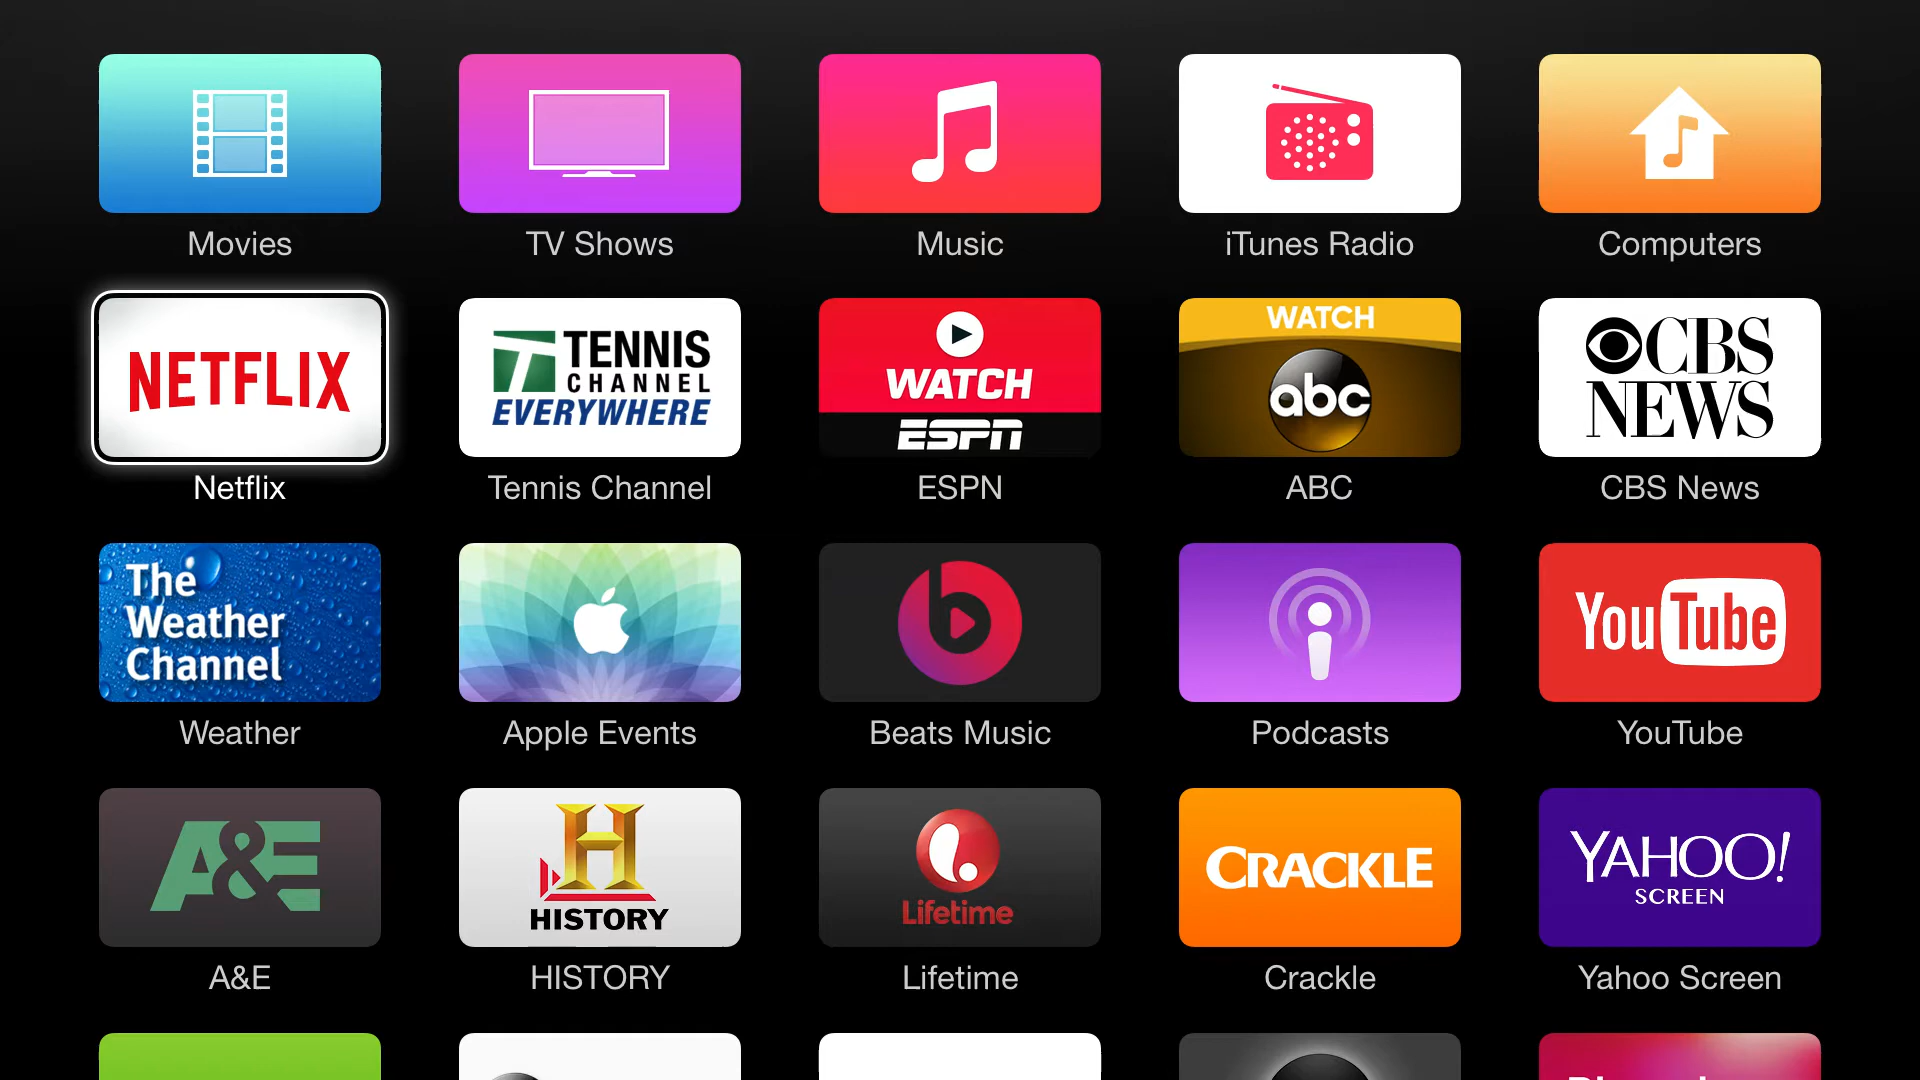 Movies
TV Shows
Music
iTunes Radio
Computers
NETFLIX
TENNIS
CHANNEL
EVERYWHERE
WATCH
ESPN
WATCH
abc
CBS
NEWS
Netflix
Tennis Channel
ESPN
ABC
CBS News
The
Weather
Channel
b
YouTube
Weather
Apple Events
Beats Music
Podcasts
YouTube
A&E
H
HISTORY
Lifetime
CRACKLE
YAHOO!
SCREEN
A&E
HISTORY
Lifetime
Crackle
Yahoo Screen